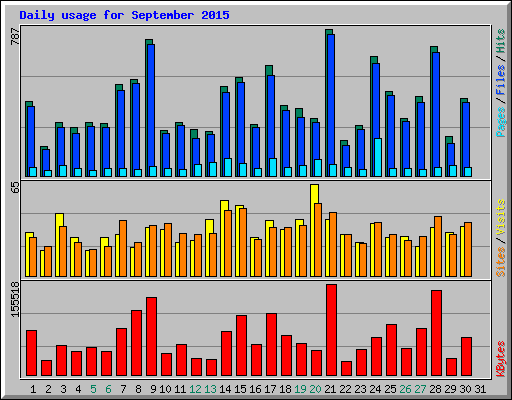 Daily usage for September 2015
787
Pages / Files / Hits
65
Sites / Visits
155518
KBytes
1 2 3 4 5 6 7 8 9 10 11 12 13 14 15 16 17 18 19 20 21 22 23 24 25 26 27 28 29 30 31